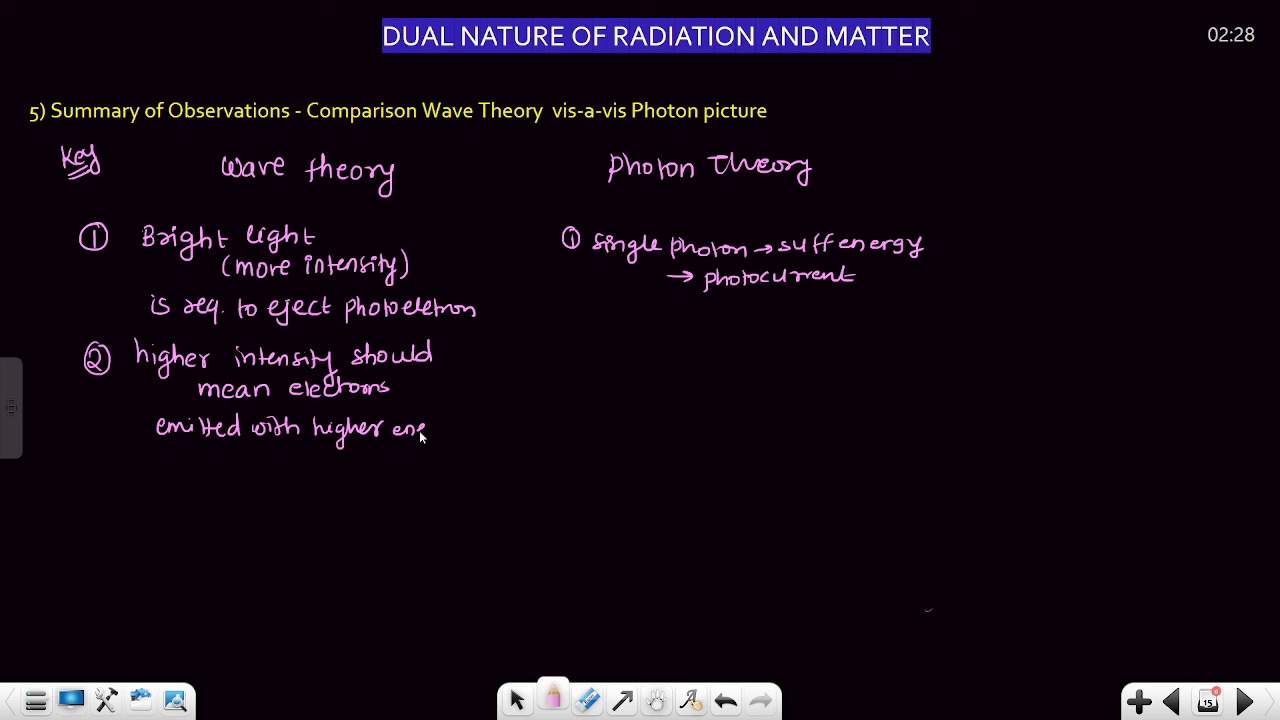 DUAL NATURE OF RADIATION AND MATTER
02:28
5) Summary of Observations - Comparison Wave Theory vis-a-vis Photon picture
Key
Wave theory
Photon Theory
① Bright light
(more intensity)
is req. to eject photoeletron
② higher intensity should
mean electrons
emitted with higher ene
① single photon → suff energy
→ photocurrent
15